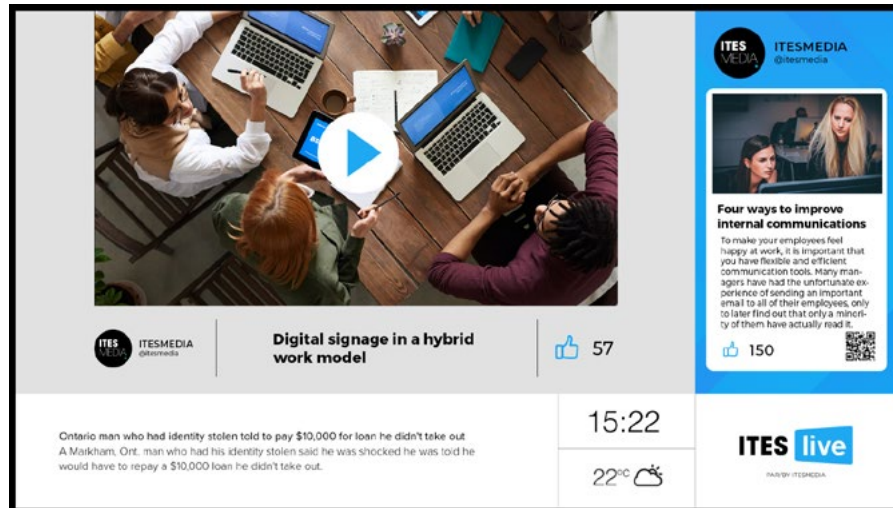 ITES
MEDIA
ITESMEDIA
@itesmedia
Digital signage in a hybrid
work model
57
ITES
MEDIA
ITESMEDIA
@itesmedia
Four ways to improve
internal communications
To make your employees feel
happy at work, it is important that
you have flexible and efficient
communication tools. Many man-
agers have had the unfortunate ex-
perience of sending an important
email to all of their employees, only
to later find out that only a minori-
ty of them have actually read it.
150
Ontario man who had identity stolen told to pay $10,000 for loan he didn't take out
A Markham, Ont. man who had his identity stolen said he was shocked he was told he
would have to repay a $10,000 loan he didn't take out.
15:22
22°C
ITES live
PAR/BY ITESMEDIA